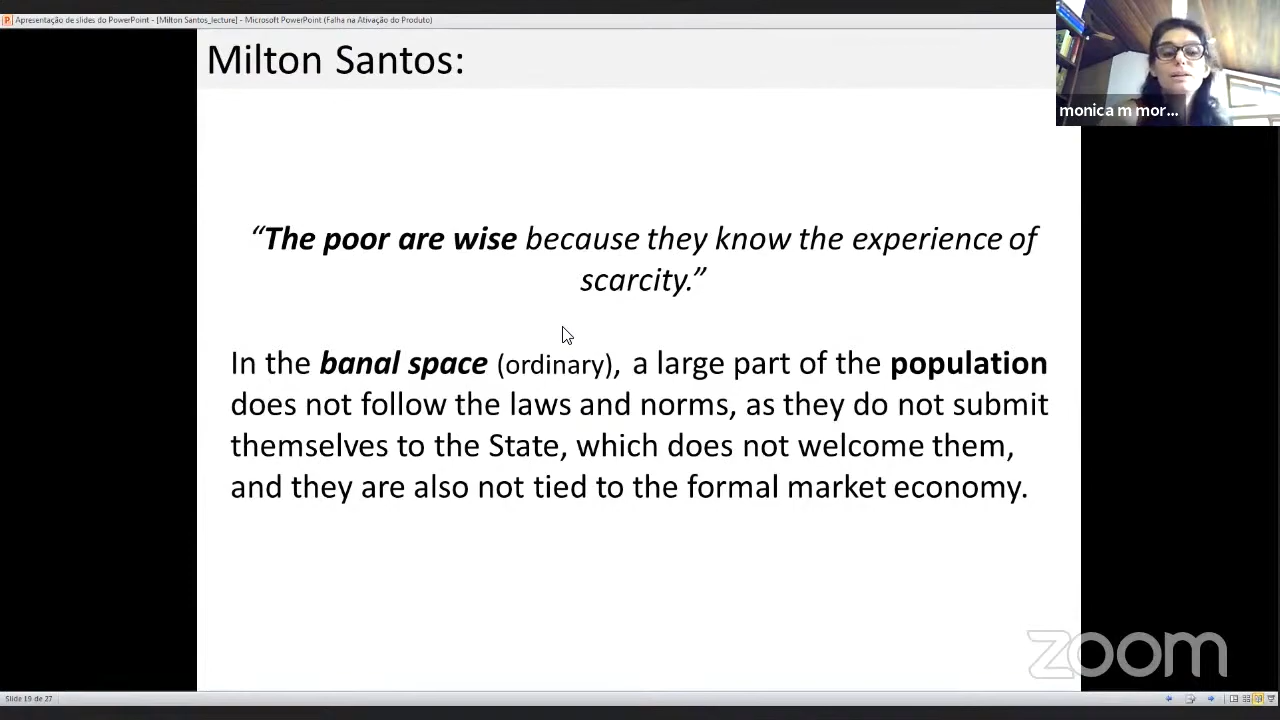 Apresentação de slides do PowerPoint - [Milton Santos_lecture] - Microsoft PowerPoint (Falha na Ativação do Produto)
Milton Santos:
monica m mor...
“The poor are wise because they know the experience of
scarcity.”
In the banal space (ordinary), a large part of the population
does not follow the laws and norms, as they do not submit
themselves to the State, which does not welcome them,
and they are also not tied to the formal market economy.
zoom
Slide 19 de 27